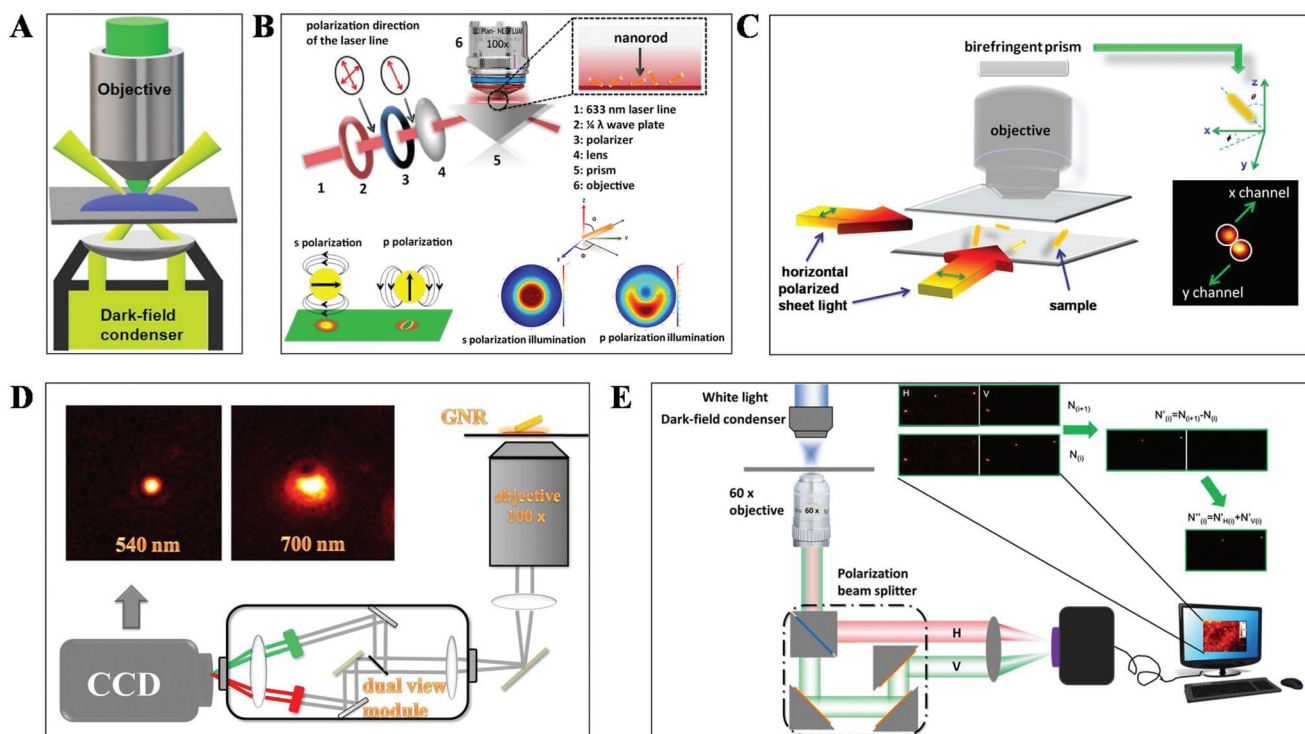 A
Objective
Dark-field
condenser
B
polarization direction
of the laser line
6
Plan-NEOFLUAR
100x
nanorod
1: 633 nm laser line
2: ¼ λ wave plate
3: polarizer
4: lens
5: prism
6: objective
1
2
3
4
5
s polarization
p polarization
Z
Θ
Y
X
Φ
s polarization illumination
p polarization illumination
C
birefringent prism
objective
z
θ
x
ϕ
y
horizontal
polarized
sheet light
sample
x channel
y channel
D
540 nm
700 nm
GNR
objective
100 x
CCD
dual view
module
E
White light
Dark-field condenser
60 x
objective
60 x
Polarization
beam splitter
H
V
H
V
N(i+1)
N(i)
N'(i)=N(i+1)-N(i)
N''(i)=N'H(i)+N'V(i)